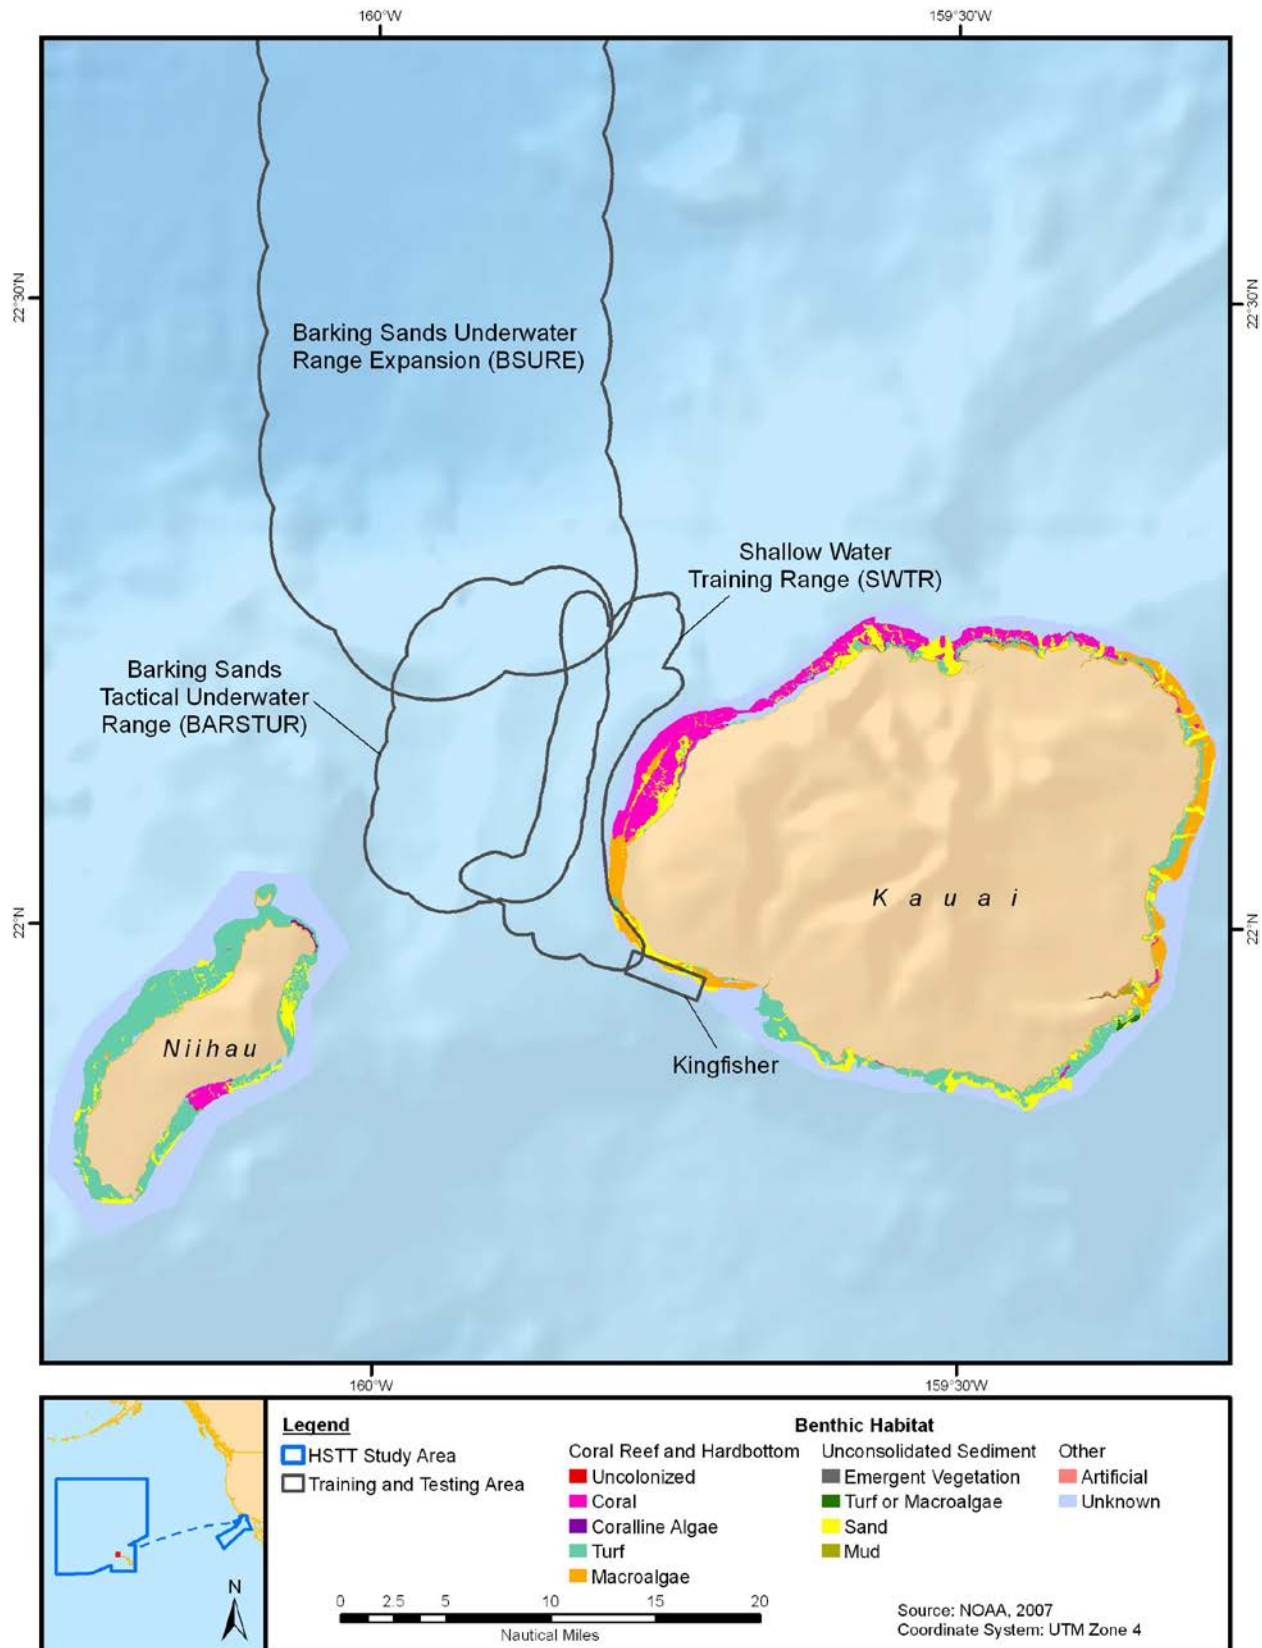 160°W
159°30'W
22°30'N
22°30'N
Barking Sands Underwater
Range Expansion (BSURE)
Shallow Water
Training Range (SWTR)
Barking Sands
Tactical Underwater
Range (BARSTUR)
Kauai
22°N
22°N
Niihau
Kingfisher
160°W
159°30'W
Legend
HSTT Study Area
Training and Testing Area
Benthic Habitat
Coral Reef and Hardbottom
Uncolonized
Coral
Coralline Algae
Turf
Macroalgae
Unconsolidated Sediment
Emergent Vegetation
Turf or Macroalgae
Sand
Mud
Other
Artificial
Unknown
N
0 2.5 5 10 15 20
Nautical Miles
Source: NOAA, 2007
Coordinate System: UTM Zone 4